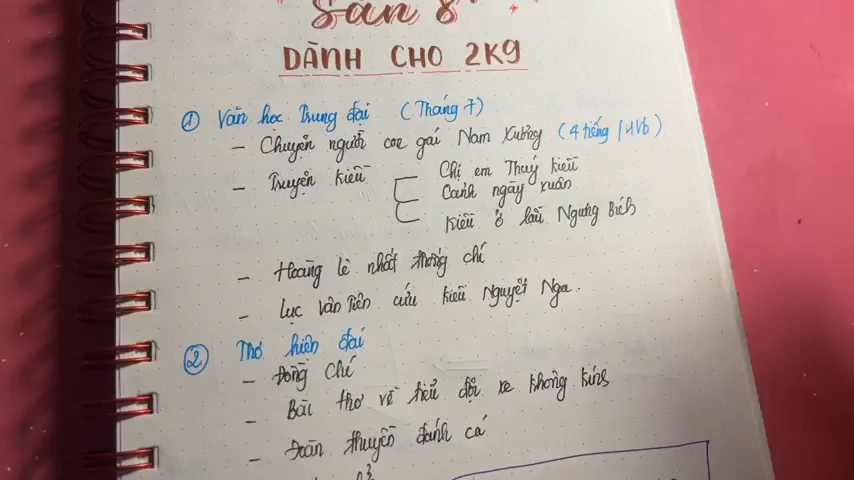 Săn 8+
DÀNH CHO 2K9
① Văn học Trung đại (Tháng 7)
- Chuyện người con gái Nam Xương (4 tiếng / 1Vb)
- Truyện Kiều
Chị em Thuý Kiều
Cảnh ngày xuân
Kiều ở lầu Ngưng Bích
- Hoàng lê nhất thống chí
- Lục Vân Tiên cứu Kiều Nguyệt Nga.
② Thơ hiện đại
- Đồng chí
- Bài thơ về tiểu đội xe không kính
- Đoàn thuyền đánh cá